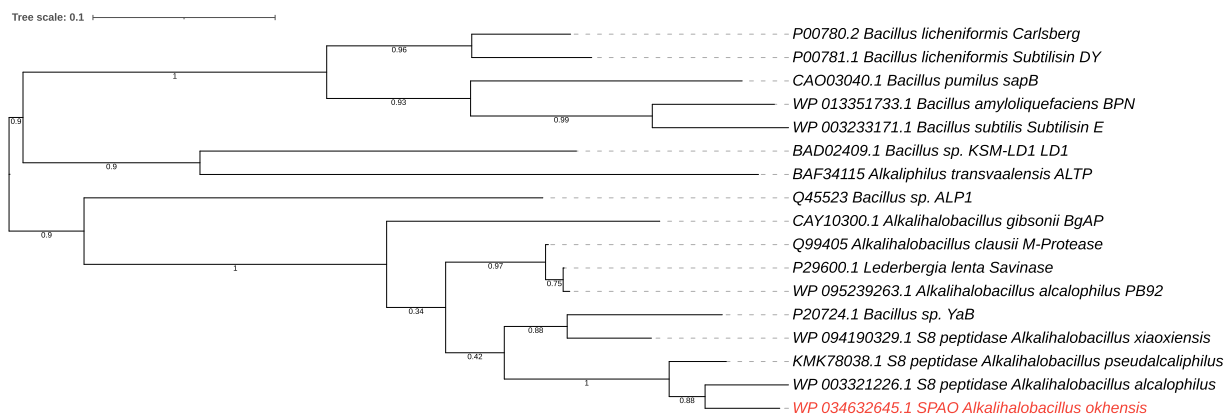 Tree scale: 0.1
P00780.2 Bacillus licheniformis Carlsberg
0.96
P00781.1 Bacillus licheniformis Subtilisin DY
1
CAO03040.1 Bacillus pumilus sapB
0.93
WP 013351733.1 Bacillus amyloliquefaciens BPN
0.99
0.9
WP 003233171.1 Bacillus subtilis Subtilisin E
BAD02409.1 Bacillus sp. KSM-LD1 LD1
0.9
BAF34115 Alkaliphilus transvaalensis ALTP
Q45523 Bacillus sp. ALP1
CAY10300.1 Alkalihalobacillus gibsonii BgAP
0.9
Q99405 Alkalihalobacillus clausii M-Protease
0.97
1
P29600.1 Lederbergia lenta Savinase
0.75
WP 095239263.1 Alkalihalobacillus alcalophilus PB92
0.34
P20724.1 Bacillus sp. YaB
0.88
WP 094190329.1 S8 peptidase Alkalihalobacillus xiaoxiensis
0.42
KMK78038.1 S8 peptidase Alkalihalobacillus pseudalcaliphilus
1
WP 003321226.1 S8 peptidase Alkalihalobacillus alcalophilus
0.88
WP 034632645.1 SPAO Alkalihalobacillus okhensis